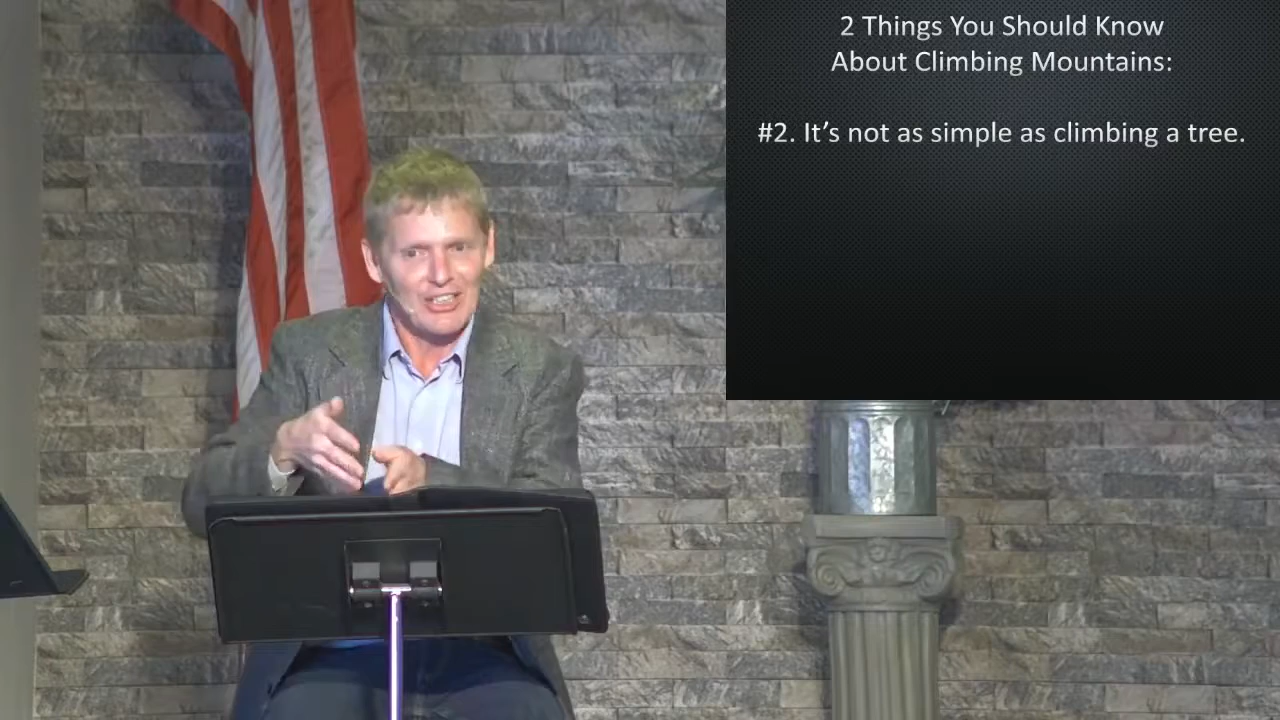 2 Things You Should Know
About Climbing Mountains:
#2. It's not as simple as climbing a tree.